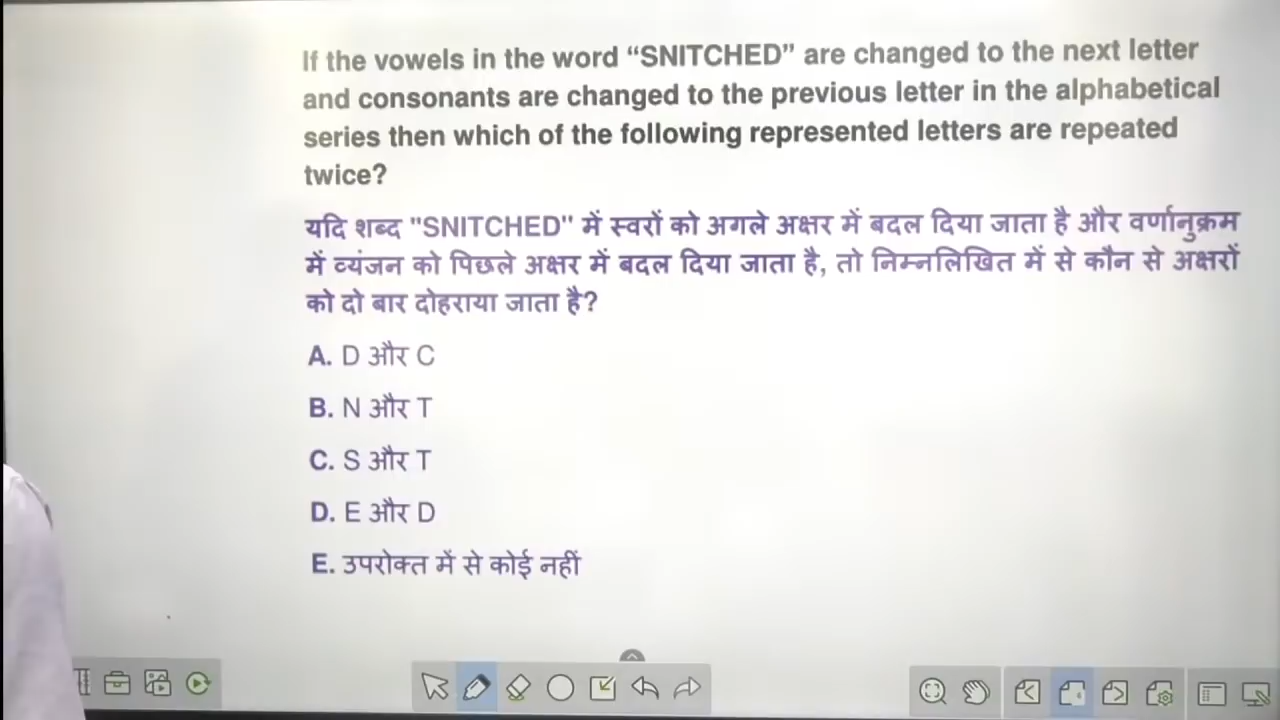 If the vowels in the word “SNITCHED” are changed to the next letter
and consonants are changed to the previous letter in the alphabetical
series then which of the following represented letters are repeated
twice?
यदि शब्द "SNITCHED" में स्वरों को अगले अक्षर में बदल दिया जाता है और वर्णानुक्रम
में व्यंजन को पिछले अक्षर में बदल दिया जाता है, तो निम्नलिखित में से कौन से अक्षरों
को दो बार दोहराया जाता है?
A. D और C
B. N और T
C. S और T
D. E और D
E. उपरोक्त में से कोई नहीं